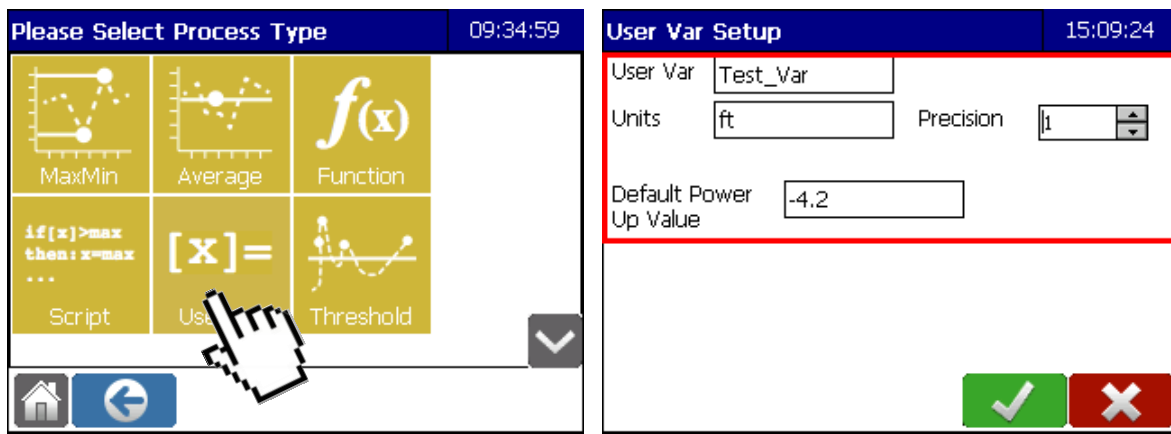 Please Select Process Type 09:34:59
MaxMin Average Function
f(x)
if[x]>max
then:x=max
...
[x]=
Script Use Threshold
User Var Setup 15:09:24
User Var Test_Var
Units ft Precision 1
Default Power
Up Value -4.2